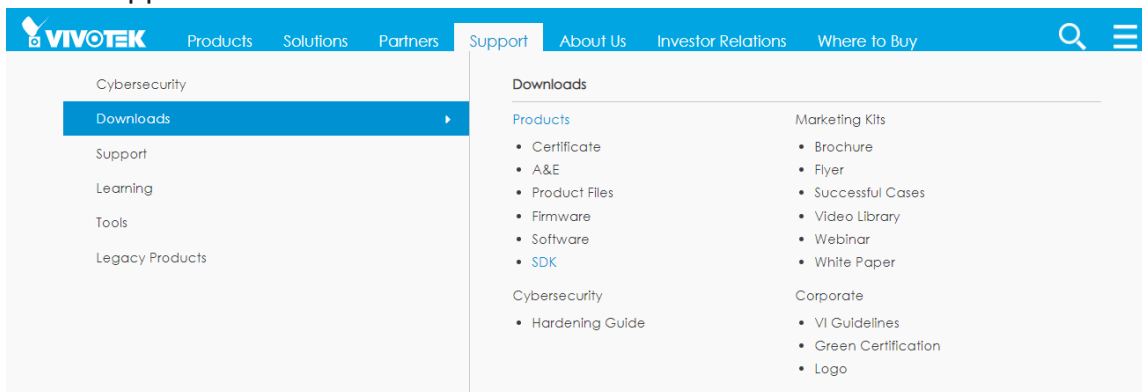 VIVOTEK Products Solutions Partners Support About Us Investor Relations Where to Buy
Cybersecurity
Downloads
Support
Learning
Tools
Legacy Products
Downloads
Products
• Certificate
• A&E
• Product Files
• Firmware
• Software
• SDK
Cybersecurity
• Hardening Guide
Marketing Kits
• Brochure
• Flyer
• Successful Cases
• Video Library
• Webinar
• White Paper
Corporate
• VI Guidelines
• Green Certification
• Logo